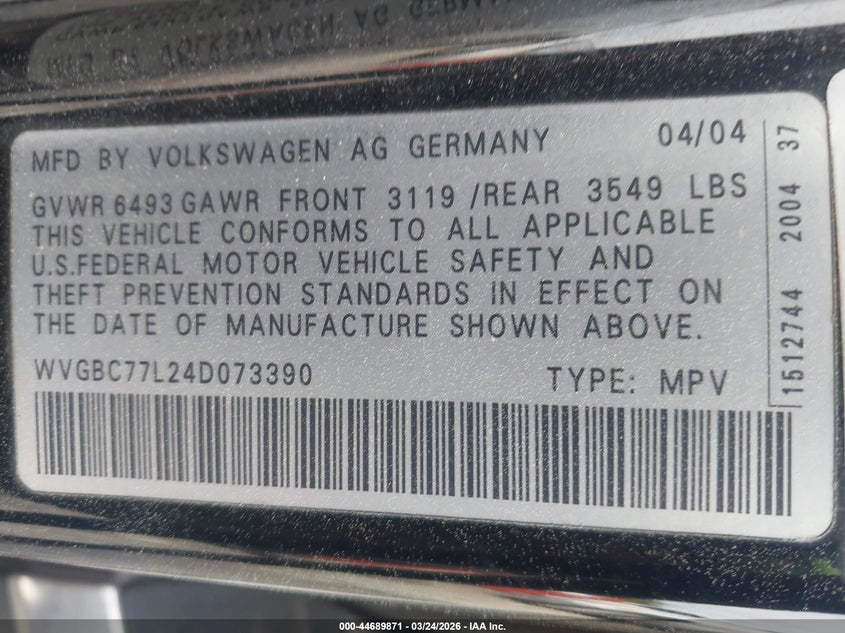 MFD BY VOLKSWAGEN AG GERMANY 04/04
GVWR 6493 GAWR FRONT 3119 /REAR 3549 LBS
THIS VEHICLE CONFORMS TO ALL APPLICABLE
U.S.FEDERAL MOTOR VEHICLE SAFETY AND
THEFT PREVENTION STANDARDS IN EFFECT ON
THE DATE OF MANUFACTURE SHOWN ABOVE.
WVGBC77L24D073390 TYPE: MPV
1512744 2004 37
000-44689871 | 03/24/2026 – IAA Inc.